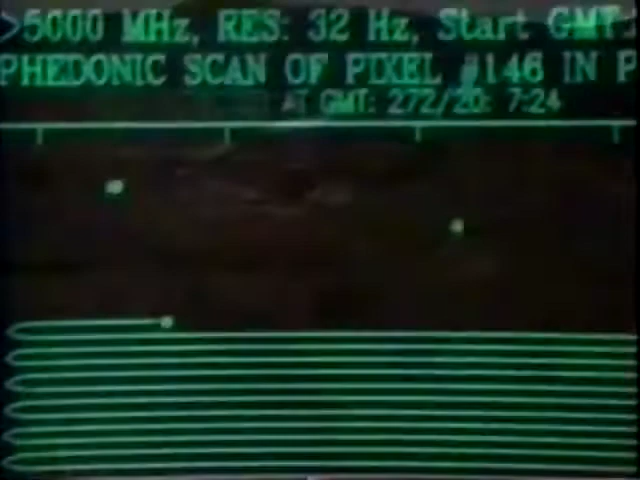 >5000 MHz, RES: 32 Hz, Start GMT:
PHEDONIC SCAN OF PIXEL #146 IN P
AT GMT: 272/20: 7:24